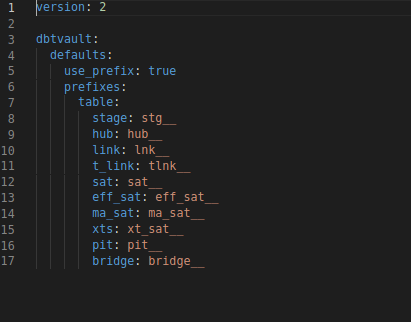 1 version: 2
2
3 dbtvault:
4   defaults:
5     use_prefix: true
6     prefixes:
7       table:
8         stage: stg__
9         hub: hub__
10         link: lnk__
11         t_link: tlnk__
12         sat: sat__
13         eff_sat: eff_sat__
14         ma_sat: ma_sat__
15         xts: xt_sat__
16         pit: pit__
17         bridge: bridge__